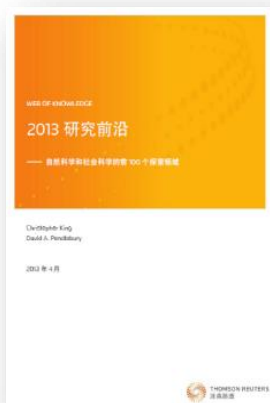 WEB OF KNOWLEDGE
2013 研究前沿
—— 自然科学和社会科学的前 100 个探索领域
Christopher King
David A. Pendlebury
2013 年 4月
THOMSON REUTERS
汤森路透